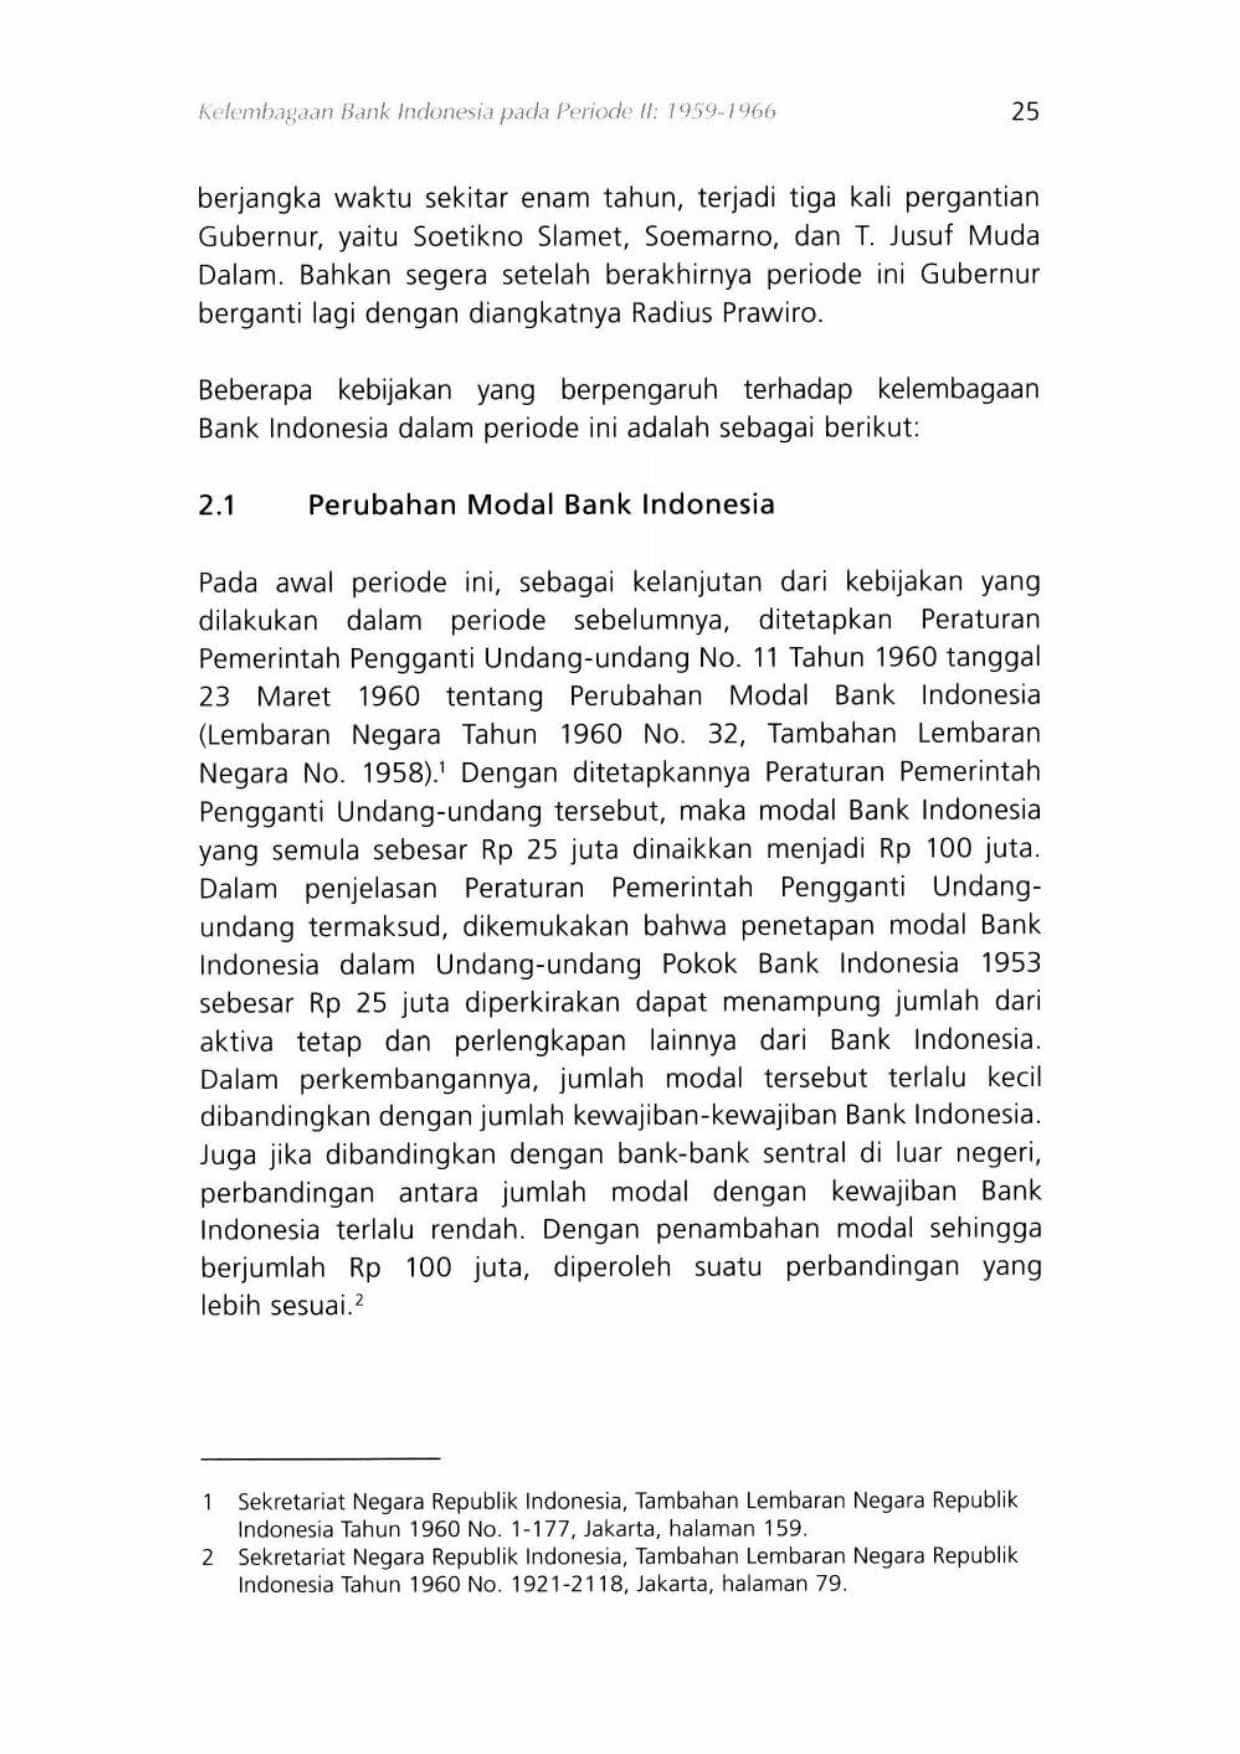 Kelembagaan Bank Indonesia pada Periode II: 1959-1966 25
berjangka waktu sekitar enam tahun, terjadi tiga kali pergantian
Gubernur, yaitu Soetikno Slamet, Soemarno, dan T. Jusuf Muda
Dalam. Bahkan segera setelah berakhirnya periode ini Gubernur
berganti lagi dengan diangkatnya Radius Prawiro.
Beberapa kebijakan yang berpengaruh terhadap kelembagaan
Bank Indonesia dalam periode ini adalah sebagai berikut:
2.1 Perubahan Modal Bank Indonesia
Pada awal periode ini, sebagai kelanjutan dari kebijakan yang
dilakukan dalam periode sebelumnya, ditetapkan Peraturan
Pemerintah Pengganti Undang-undang No. 11 Tahun 1960 tanggal
23 Maret 1960 tentang Perubahan Modal Bank Indonesia
(Lembaran Negara Tahun 1960 No. 32, Tambahan Lembaran
Negara No. 1958).¹ Dengan ditetapkannya Peraturan Pemerintah
Pengganti Undang-undang tersebut, maka modal Bank Indonesia
yang semula sebesar Rp 25 juta dinaikkan menjadi Rp 100 juta.
Dalam penjelasan Peraturan Pemerintah Pengganti Undang-
undang termaksud, dikemukakan bahwa penetapan modal Bank
Indonesia dalam Undang-undang Pokok Bank Indonesia 1953
sebesar Rp 25 juta diperkirakan dapat menampung jumlah dari
aktiva tetap dan perlengkapan lainnya dari Bank Indonesia.
Dalam perkembangannya, jumlah modal tersebut terlalu kecil
dibandingkan dengan jumlah kewajiban-kewajiban Bank Indonesia.
Juga jika dibandingkan dengan bank-bank sentral di luar negeri,
perbandingan antara jumlah modal dengan kewajiban Bank
Indonesia terlalu rendah. Dengan penambahan modal sehingga
berjumlah Rp 100 juta, diperoleh suatu perbandingan yang
lebih sesuai.²
1 Sekretariat Negara Republik Indonesia, Tambahan Lembaran Negara Republik
Indonesia Tahun 1960 No. 1-177, Jakarta, halaman 159.
2 Sekretariat Negara Republik Indonesia, Tambahan Lembaran Negara Republik
Indonesia Tahun 1960 No. 1921-2118, Jakarta, halaman 79.